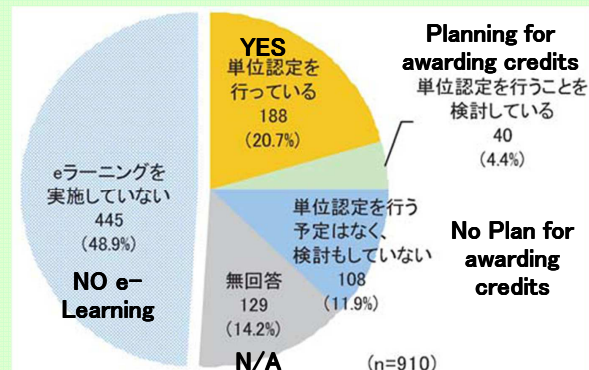 YES
単位認定を
行っている
188
(20.7%)
Planning for
awarding credits
単位認定を行うことを
検討している
40
(4.4%)
eラーニングを
実施していない
445
(48.9%)
NO e-
Learning
単位認定を行う
予定はなく、
検討もしていない
108
(11.9%)
No Plan for
awarding
credits
無回答
129
(14.2%)
N/A
(n=910)